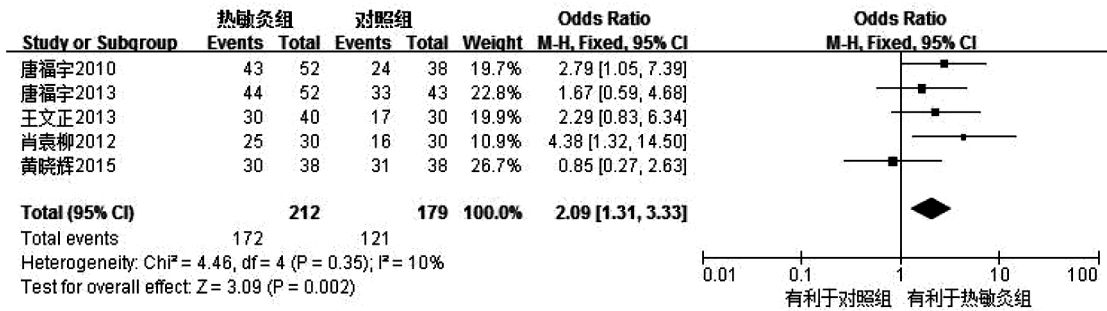 热敏灸组 对照组 Odds Ratio Odds Ratio
Study or Subgroup Events Total Events Total Weight M-H, Fixed, 95% CI M-H, Fixed, 95% CI
唐福宇2010 43 52 24 38 19.7% 2.79 [1.05, 7.39]
唐福宇2013 44 52 33 43 22.8% 1.67 [0.59, 4.68]
王文正2013 30 40 17 30 19.9% 2.29 [0.83, 6.34]
肖袁柳2012 25 30 16 30 10.9% 4.38 [1.32, 14.50]
黄晓辉2015 30 38 31 38 26.7% 0.85 [0.27, 2.63]
Total (95% CI) 212 179 100.0% 2.09 [1.31, 3.33]
Total events 172 121
Heterogeneity: Chi² = 4.46, df = 4 (P = 0.35); I² = 10%
Test for overall effect: Z = 3.09 (P = 0.002)
0.01 0.1 1 10 100
有利于对照组 有利于热敏灸组